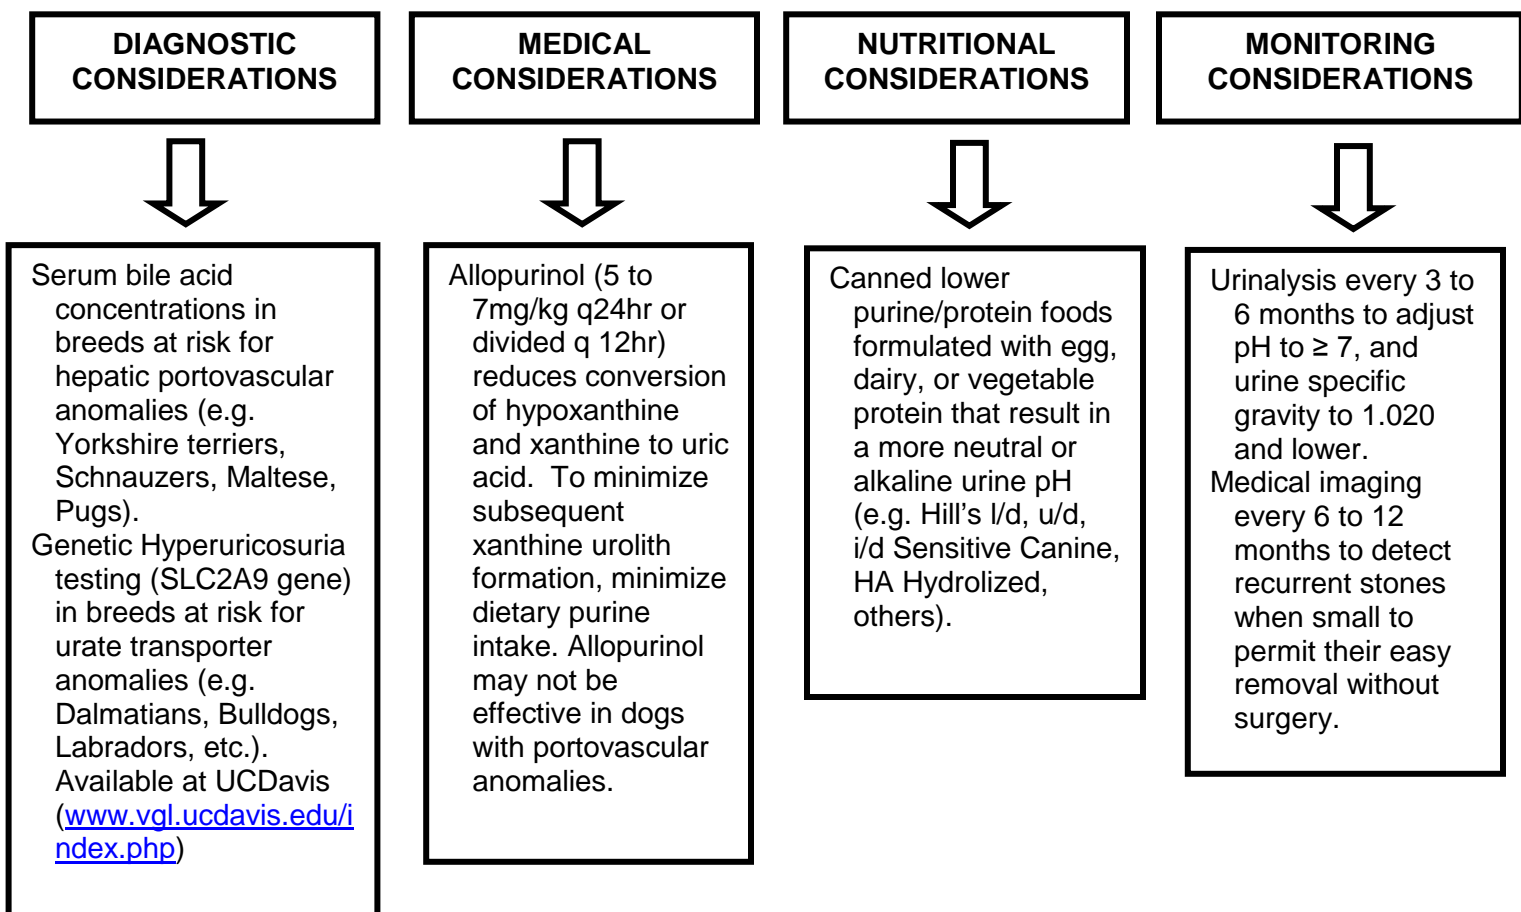 DIAGNOSTIC
CONSIDERATIONS
MEDICAL
CONSIDERATIONS
NUTRITIONAL
CONSIDERATIONS
MONITORING
CONSIDERATIONS
Serum bile acid
concentrations in
breeds at risk for
hepatic portovascular
anomalies (e.g.
Yorkshire terriers,
Schnauzers, Maltese,
Pugs).
Genetic Hyperuricosuria
testing (SLC2A9 gene)
in breeds at risk for
urate transporter
anomalies (e.g.
Dalmatians, Bulldogs,
Labradors, etc.).
Available at UCDavis
(www.vgl.ucdavis.edu/i
ndex.php)
Allopurinol (5 to
7mg/kg q24hr or
divided q 12hr)
reduces conversion
of hypoxanthine
and xanthine to uric
acid.  To minimize
subsequent
xanthine urolith
formation, minimize
dietary purine
intake. Allopurinol
may not be
effective in dogs
with portovascular
anomalies.
Canned lower
purine/protein foods
formulated with egg,
dairy, or vegetable
protein that result in
a more neutral or
alkaline urine pH
(e.g. Hill's l/d, u/d,
i/d Sensitive Canine,
HA Hydrolized,
others).
Urinalysis every 3 to
6 months to adjust
pH to ≥ 7, and
urine specific
gravity to 1.020
and lower.
Medical imaging
every 6 to 12
months to detect
recurrent stones
when small to
permit their easy
removal without
surgery.